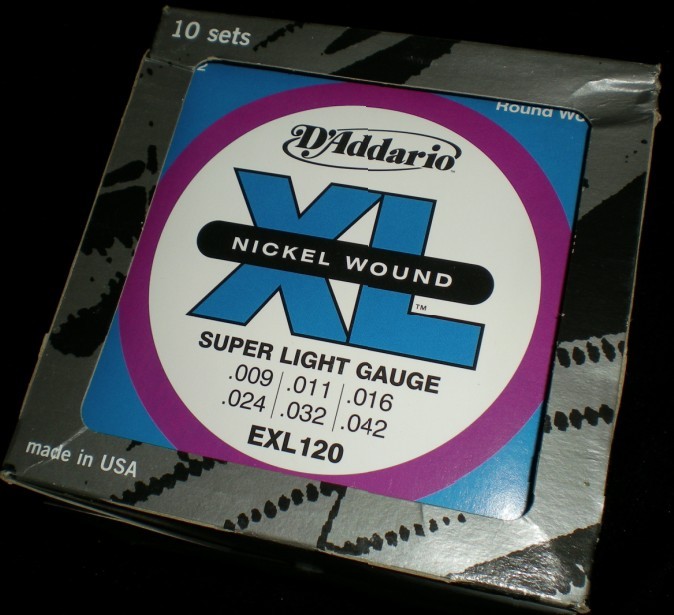 10 sets
2
Round
D'Addario
XL
NICKEL WOUND
TM
SUPER LIGHT GAUGE
.009 .011 .016
.024 .032 .042
EXL120
made in USA